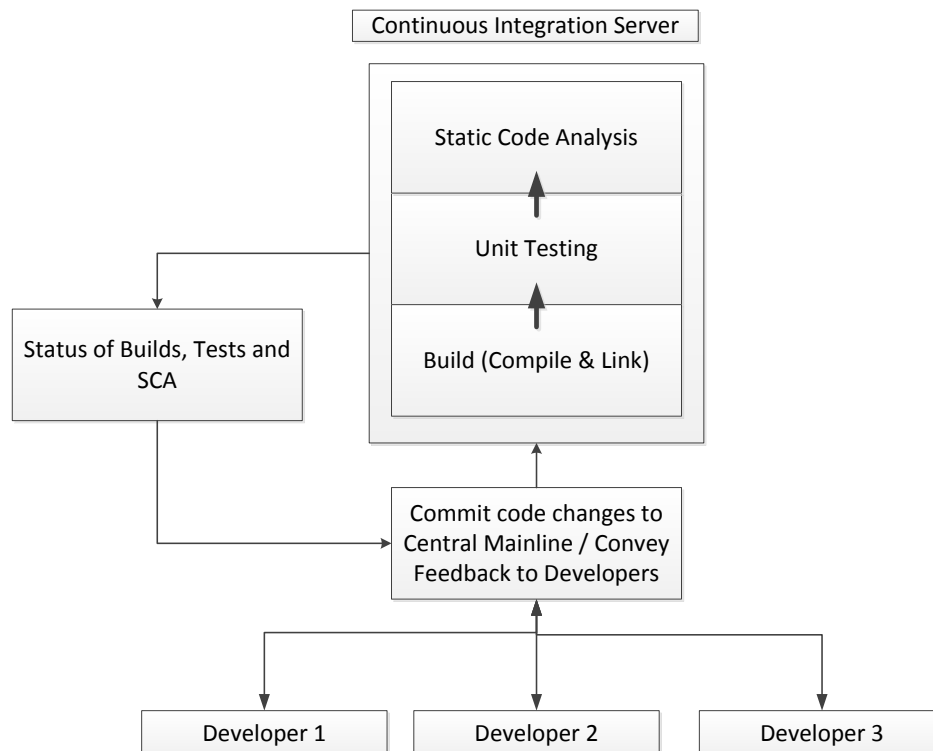 Continuous Integration Server
Static Code Analysis
Unit Testing
Build (Compile & Link)
Status of Builds, Tests and
SCA
Commit code changes to
Central Mainline / Convey
Feedback to Developers
Developer 1
Developer 2
Developer 3